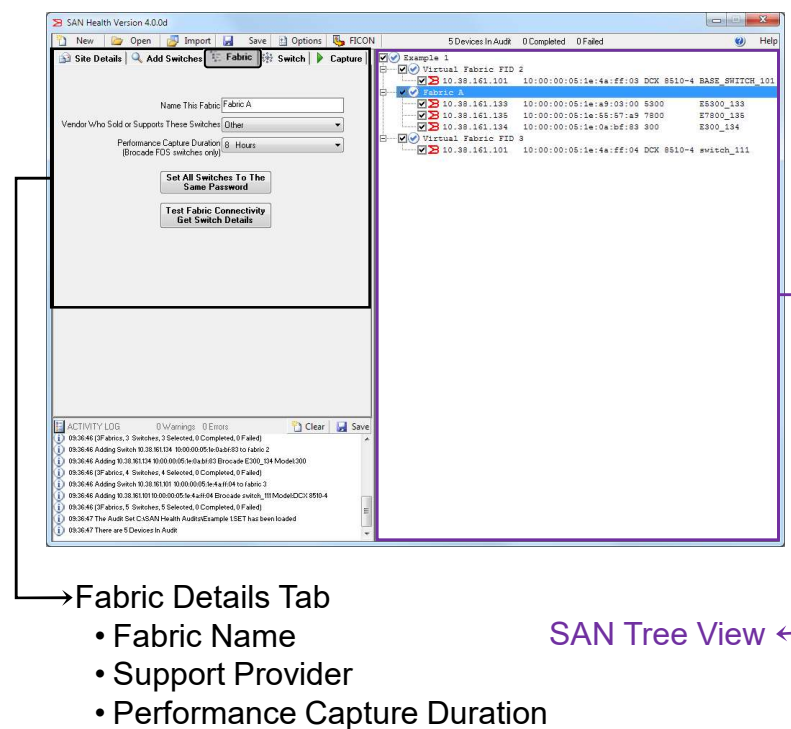 SAN Health Version 4.0.0d
New Open Import Save Options FICON 5 Devices In Audit 0 Completed 0 Failed Help
Site Details Add Switches Fabric Switch Capture
Name This Fabric Fabric A
Vendor Who Sold or Supports These Switches Other
Performance Capture Duration 8 Hours
(Brocade FOS switches only)
Set All Switches To The
Same Password
Test Fabric Connectivity
Get Switch Details
Example 1
Virtual Fabric FID 2
10.38.161.101 10:00:00:05:1e:4a:ff:03 DCX 8510-4 BASE_SWITCH_101
Fabric A
10.38.161.133 10:00:00:05:1e:a9:03:00 5300 E5300_133
10.38.161.135 10:00:00:05:1e:55:57:a9 7800 E7800_135
10.38.161.134 10:00:00:05:1e:0a:bf:83 300 E300_134
Virtual Fabric FID 3
10.38.161.101 10:00:00:05:1e:4a:ff:04 DCX 8510-4 switch_111
ACTIVITY LOG 0 Warnings 0 Errors Clear Save
09:36:46 (3 Fabrics, 3 Switches, 3 Selected, 0 Completed, 0 Failed)
09:36:46 Adding Switch 10.38.161.134 10:00:00:05:1e:0a:bf:83 to fabric 2
09:36:46 Adding 10.38.161.134 10:00:00:05:1e:0a:bf:83 Brocade E300_134 Model:300
09:36:46 (3 Fabrics, 4 Switches, 4 Selected, 0 Completed, 0 Failed)
09:36:46 Adding Switch 10.38.161.101 10:00:00:05:1e:4a:ff:04 to fabric 3
09:36:46 Adding 10.38.161.101 10:00:00:05:1e:4a:ff:04 Brocade switch_111 Model:DCX 8510-4
09:36:46 (3 Fabrics, 5 Switches, 5 Selected, 0 Completed, 0 Failed)
09:36:47 The Audit Set C:\SAN Health Audits\Example 1.SET has been loaded
09:36:47 There are 5 Devices In Audit
Fabric Details Tab
• Fabric Name
• Support Provider
• Performance Capture Duration
SAN Tree View